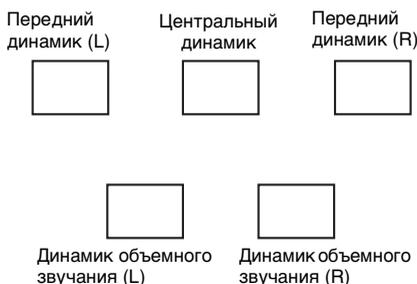 Передний
динамик (L)
Центральный
динамик
Передний
динамик (R)
Динамик объемного
звучания (L)
Динамик объемного
звучания (R)